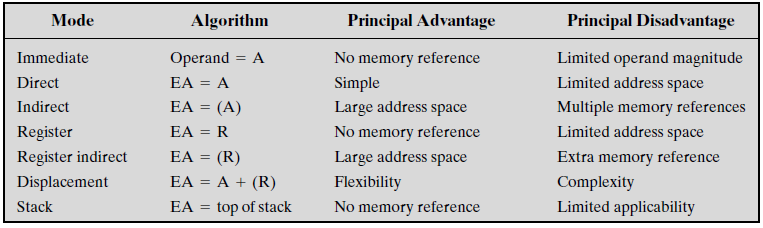 Mode Algorithm Principal Advantage Principal Disadvantage
Immediate Operand = A No memory reference Limited operand magnitude
Direct EA = A Simple Limited address space
Indirect EA = (A) Large address space Multiple memory references
Register EA = R No memory reference Limited address space
Register indirect EA = (R) Large address space Extra memory reference
Displacement EA = A + (R) Flexibility Complexity
Stack EA = top of stack No memory reference Limited applicability